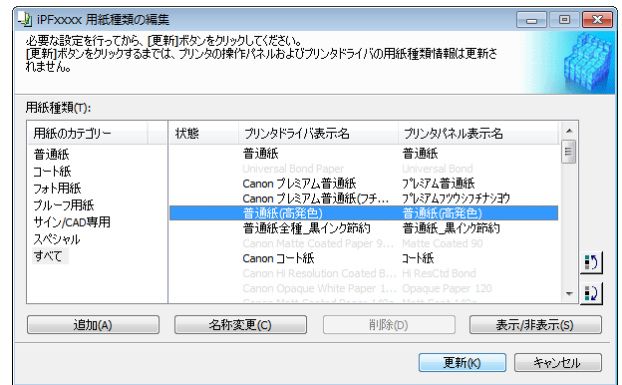 iPFxxxx 用紙種類の編集
必要な設定を行ってから、[更新]ボタンをクリックしてください。
[更新]ボタンをクリックするまでは、プリンタの操作パネルおよびプリンタドライバの用紙種類情報は更新さ
れません。
用紙種類(T):
用紙のカテゴリー 状態 プリンタドライバ表示名 プリンタパネル表示名
普通紙
コート紙
フォト用紙
プルーフ用紙
サイン/CAD専用
スペシャル
すべて
普通紙 普通紙
Universal Bond Paper Universal Bond
Canon プレミアム普通紙 プレミアム普通紙
Canon プレミアム普通紙(フチ... プレミアムフツウシフチナシヨウ
普通紙(高発色) 普通紙(高発色)
普通紙全種_黒インク節約 普通紙_黒インク節約
Canon Matte Coated Paper 9... Matte Coated 90
Canon コート紙 コート紙
Canon Hi Resolution Coated B... Hi ResCtd Bond
Canon Opaque White Paper 1... Opaque Paper 120
追加(A) 名称変更(C) 削除(D) 表示/非表示(S)
更新(K) キャンセル